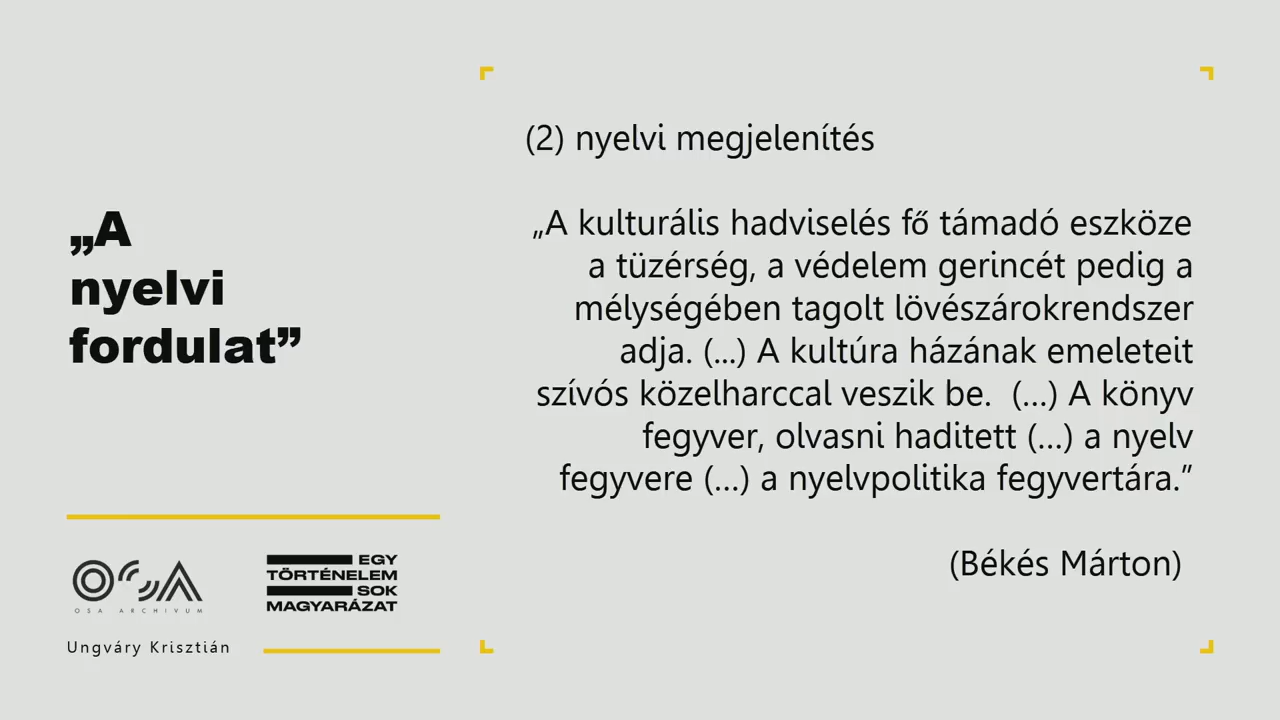 „A
nyelvi
fordulat”
(2) nyelvi megjelenítés
„A kulturális hadviselés fő támadó eszköze
a tüzérség, a védelem gerincét pedig a
mélységében tagolt lövészárokrendszer
adja. (...) A kultúra házának emeleteit
szívós közelharccal veszik be.  (...) A könyv
fegyver, olvasni haditett (...) a nyelv
fegyvere (...) a nyelvpolitika fegyvertára.”
(Békés Márton)
OSA
OSA ARCHIVUM
EGY
TÖRTÉNELEM
SOK
MAGYARÁZAT
Ungváry Krisztián